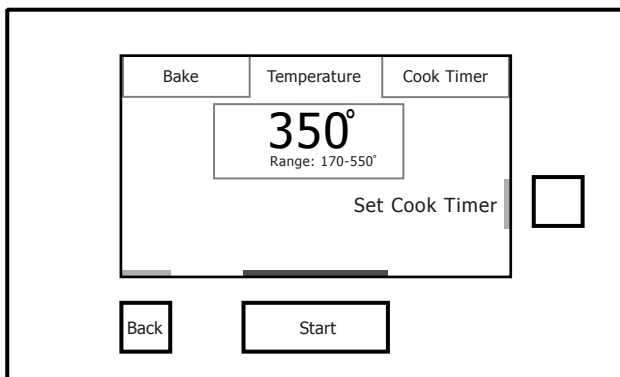 Bake Temperature Cook Timer
350°
Range: 170-550°
Set Cook Timer
Back Start